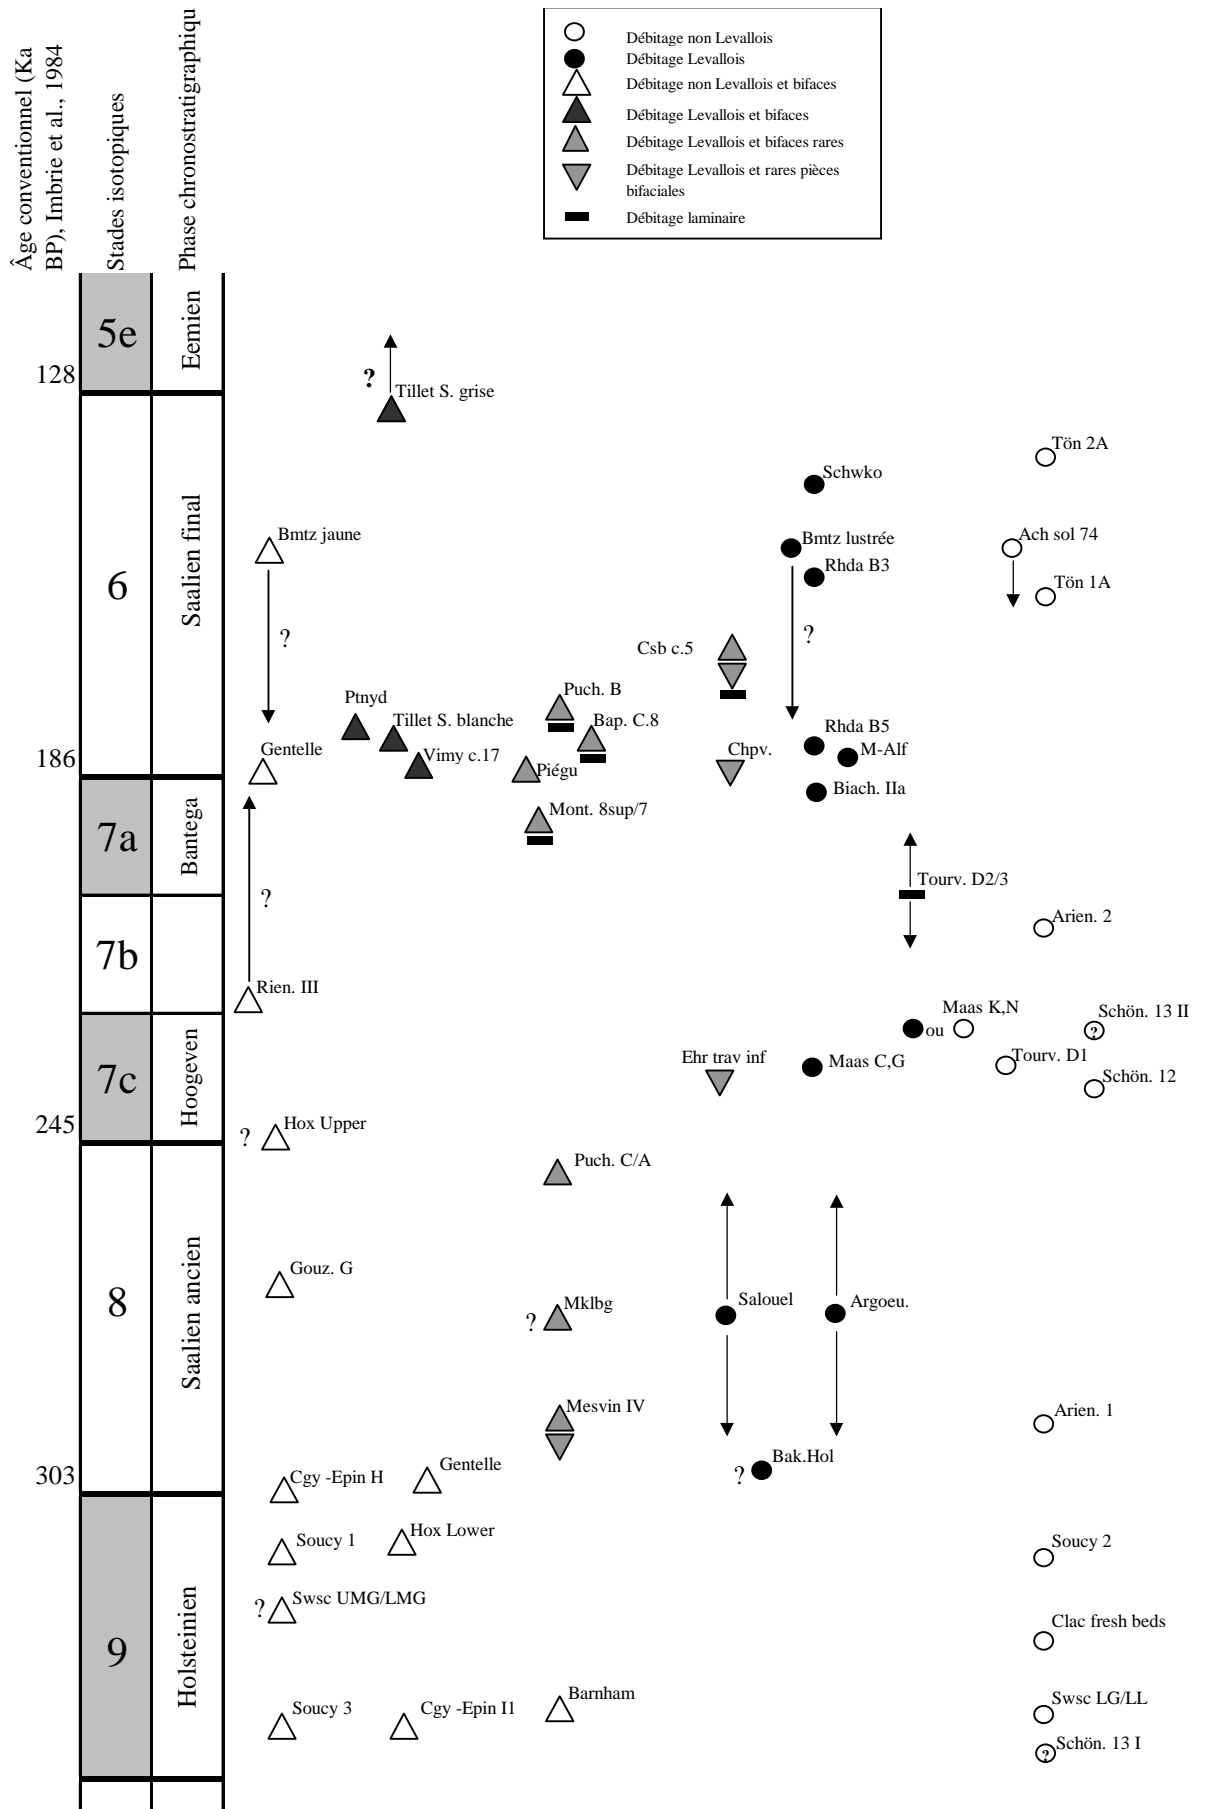 Âge conventionnel (Ka
BP), Imbrie et al., 1984
Stades isotopiques
Phase chronostratigraphiqu
Débitage non Levallois
Débitage Levallois
Débitage non Levallois et bifaces
Débitage Levallois et bifaces
Débitage Levallois et bifaces rares
Débitage Levallois et rares pièces
bifaciales
Débitage laminaire
5e
Eemien
128
?
Tillet S. grise
6
Saalien final
Tön 2A
Schwko
Bmtz jaune
Bmtz lustrée
Ach sol 74
Rhda B3
Tön 1A
?
?
Csb c.5
Ptnyd
Puch. B
Tillet S. blanche
Bap. C.8
Rhda B5
Gentelle
Vimy c.17
Piégu
Chpv.
M-Alf
186
Biach. IIa
7a
Bantega
Mont. 8sup/7
?
Tourv. D2/3
7b
Arien. 2
Rien. III
ou
Maas K,N
Schön. 13 II
?
7c
Hoogeven
Ehr trav inf
Maas C,G
Tourv. D1
Schön. 12
245
?
Hox Upper
Puch. C/A
8
Saalien ancien
Gouz. G
?
Mklbg
Salouel
Argoeu.
Mesvin IV
Arien. 1
303
Cgy -Epin H
Gentelle
?
Bak.Hol
9
Holsteinien
Soucy 1
Hox Lower
Soucy 2
?
Swsc UMG/LMG
Clac fresh beds
Soucy 3
Cgy -Epin I1
Barnham
Swsc LG/LL
?
Schön. 13 I